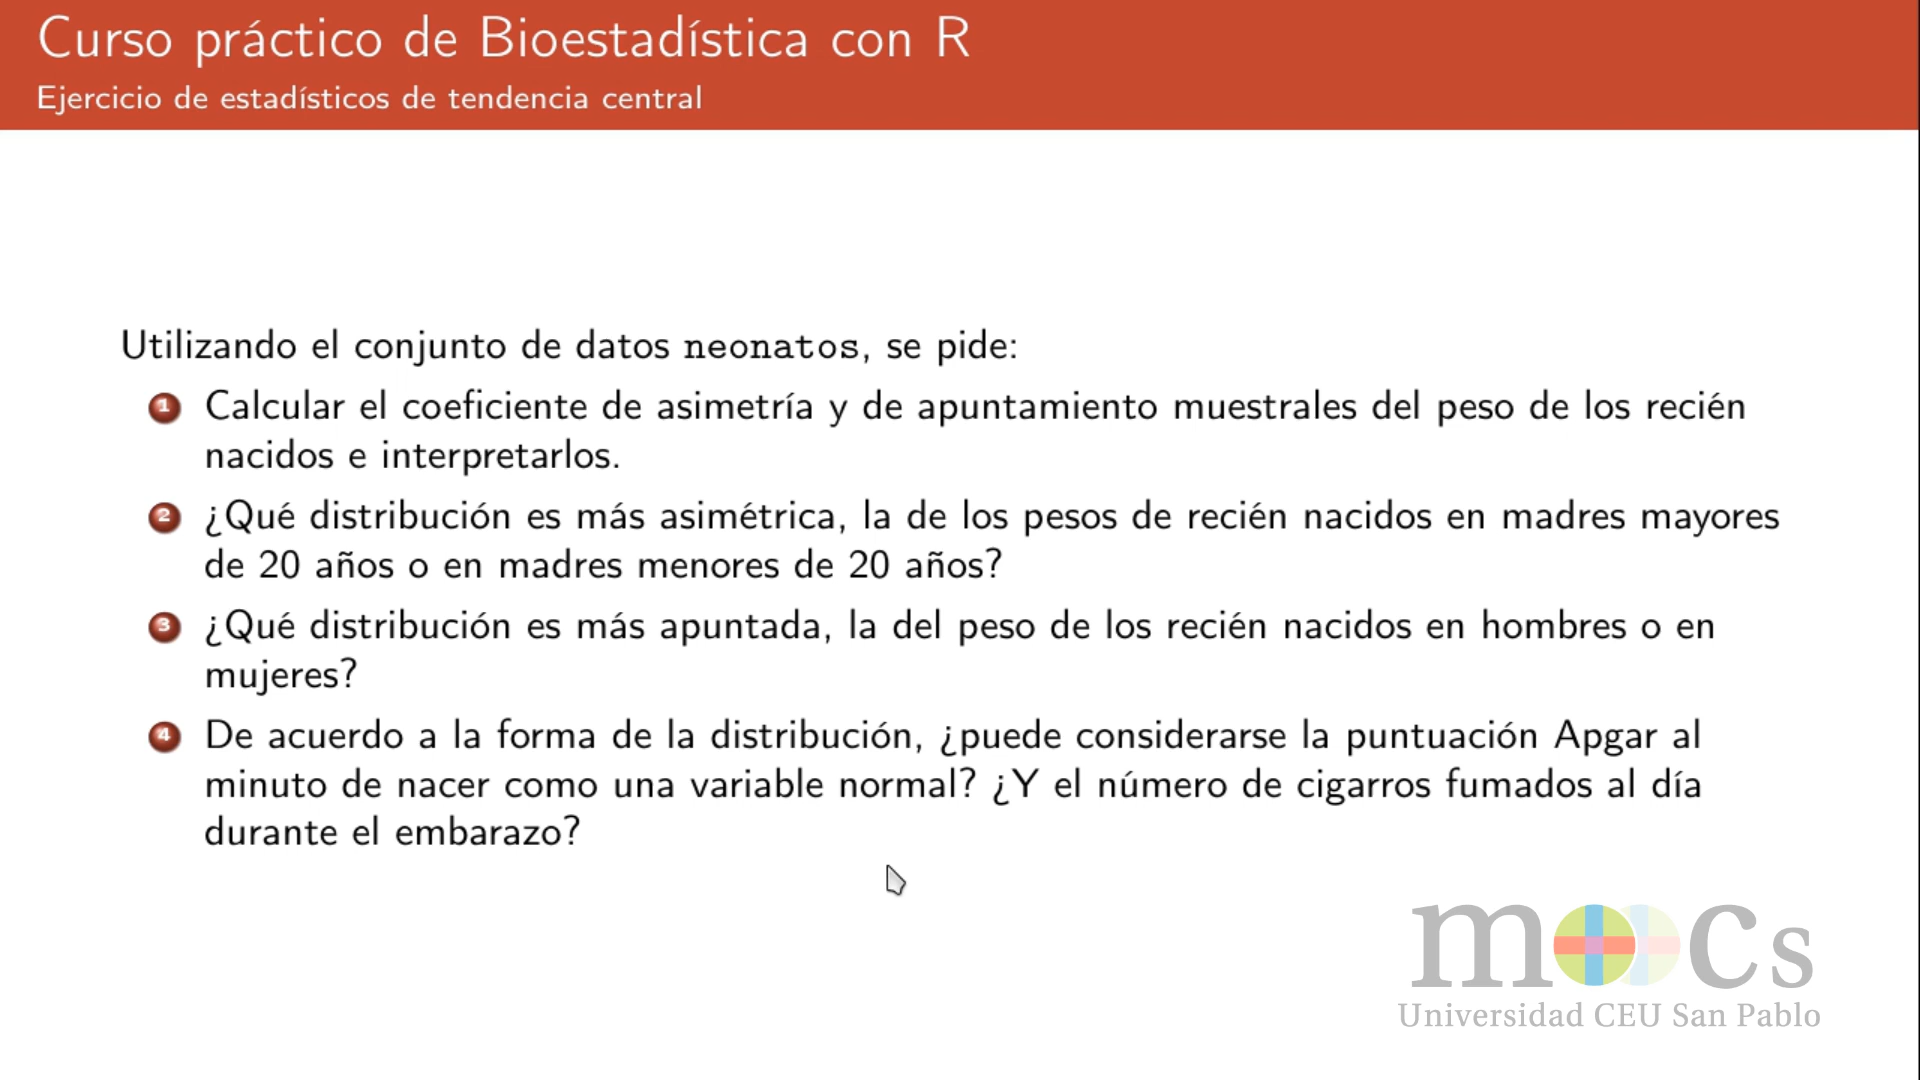 Curso práctico de Bioestadística con R
Ejercicio de estadísticos de tendencia central
Utilizando el conjunto de datos neonatos, se pide:
1 Calcular el coeficiente de asimetría y de apuntamiento muestrales del peso de los recién
nacidos e interpretarlos.
2 ¿Qué distribución es más asimétrica, la de los pesos de recién nacidos en madres mayores
de 20 años o en madres menores de 20 años?
3 ¿Qué distribución es más apuntada, la del peso de los recién nacidos en hombres o en
mujeres?
4 De acuerdo a la forma de la distribución, ¿puede considerarse la puntuación Apgar al
minuto de nacer como una variable normal? ¿Y el número de cigarros fumados al día
durante el embarazo?
moocs
Universidad CEU San Pablo